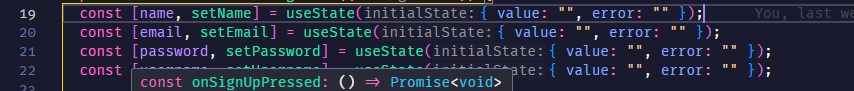 19 const [name, setName] = useState(initialState: { value: "", error: "" }); You, last we
20 const [email, setEmail] = useState(initialState: { value: "", error: "" });
21 const [password, setPassword] = useState(initialState: { value: "", error: "" });
22 const initialState: { value: "", error: "" });
const onSignUpPressed: () => Promise<void>